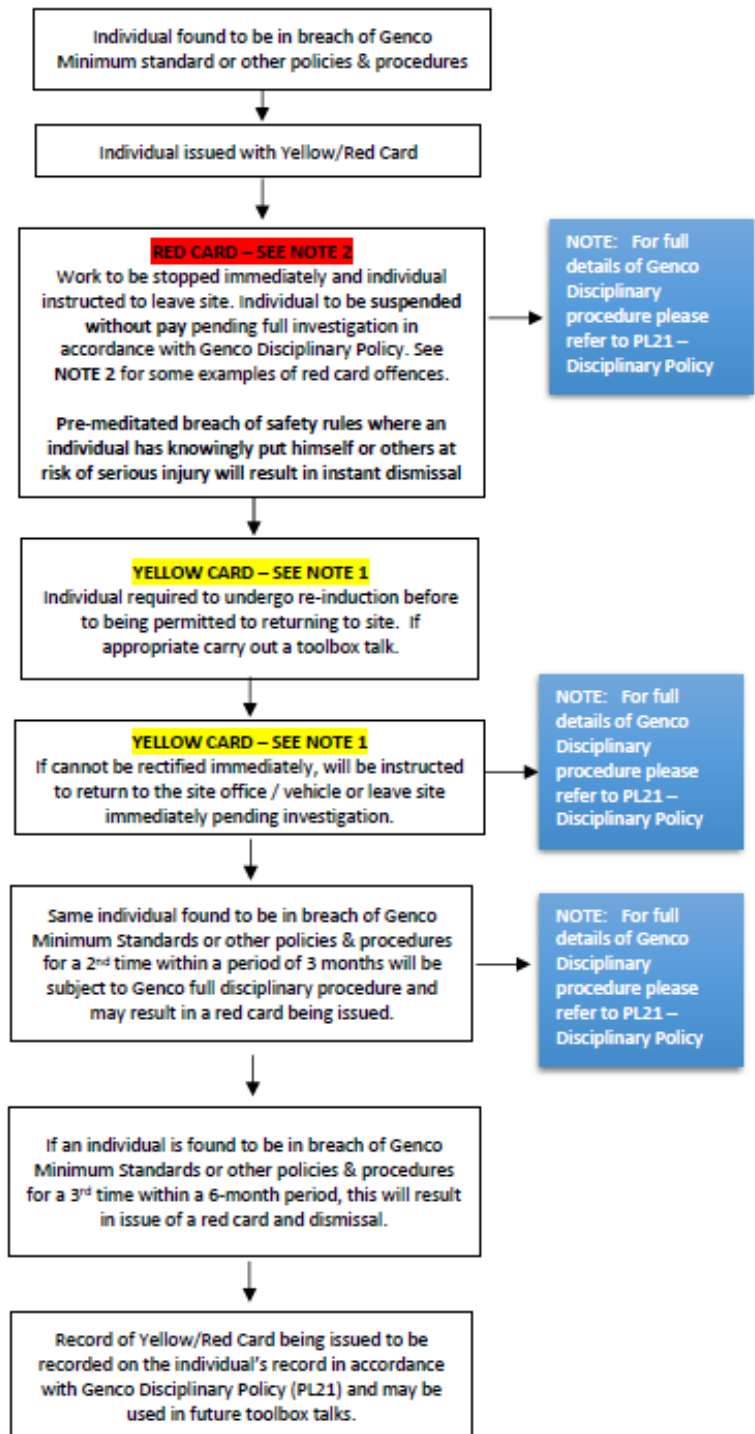 Individual found to be in breach of Genco
Minimum standard or other policies & procedures
Individual issued with Yellow/Red Card
RED CARD – SEE NOTE 2
Work to be stopped immediately and individual
instructed to leave site. Individual to be suspended
without pay pending full investigation in
accordance with Genco Disciplinary Policy. See
NOTE 2 for some examples of red card offences.
Pre-meditated breach of safety rules where an
individual has knowingly put himself or others at
risk of serious injury will result in instant dismissal
NOTE: For full
details of Genco
Disciplinary
procedure please
refer to PL21 –
Disciplinary Policy
YELLOW CARD – SEE NOTE 1
Individual required to undergo re-induction before
to being permitted to returning to site. If
appropriate carry out a toolbox talk.
YELLOW CARD – SEE NOTE 1
If cannot be rectified immediately, will be instructed
to return to the site office / vehicle or leave site
immediately pending investigation.
NOTE: For full
details of Genco
Disciplinary
procedure please
refer to PL21 –
Disciplinary Policy
Same individual found to be in breach of Genco
Minimum Standards or other policies & procedures
for a 2nd time within a period of 3 months will be
subject to Genco full disciplinary procedure and
may result in a red card being issued.
NOTE: For full
details of Genco
Disciplinary
procedure please
refer to PL21 –
Disciplinary Policy
If an individual is found to be in breach of Genco
Minimum Standards or other policies & procedures
for a 3rd time within a 6-month period, this will result
in issue of a red card and dismissal.
Record of Yellow/Red Card being issued to be
recorded on the individual's record in accordance
with Genco Disciplinary Policy (PL21) and may be
used in future toolbox talks.